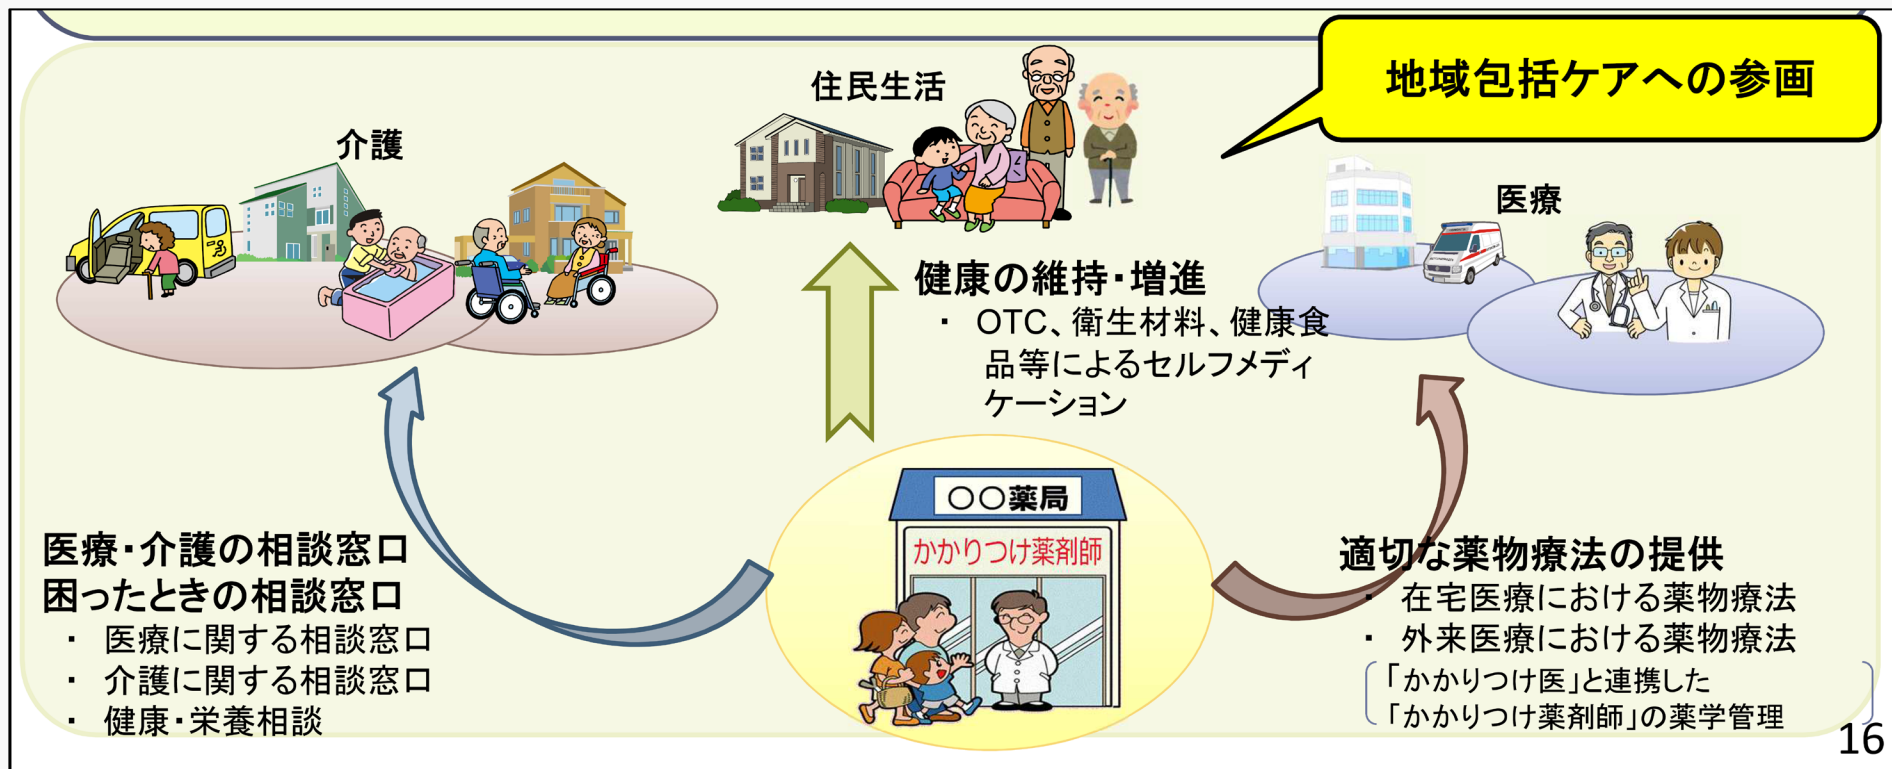 地域包括ケアへの参画
住民生活
介護
医療
健康の維持・増進
・ OTC、衛生材料、健康食
品等によるセルフメディ
ケーション
○○薬局
かかりつけ薬剤師
医療・介護の相談窓口
困ったときの相談窓口
・ 医療に関する相談窓口
・ 介護に関する相談窓口
・ 健康・栄養相談
適切な薬物療法の提供
・ 在宅医療における薬物療法
・ 外来医療における薬物療法
「かかりつけ医」と連携した
「かかりつけ薬剤師」の薬学管理
16